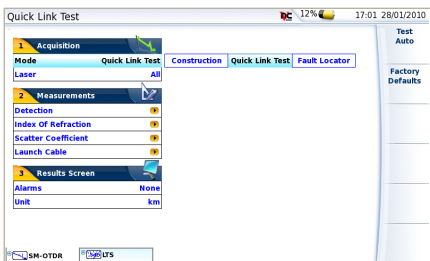 Quick Link Test 12% 17:01 28/01/2010
Test
Auto
1 Acquisition
Mode Quick Link Test Construction Quick Link Test Fault Locator
Laser All
Factory
Defaults
2 Measurements
Detection
Index Of Refraction
Scatter Coefficient
Launch Cable
3 Results Screen
Alarms None
Unit km
SM-OTDR LTS